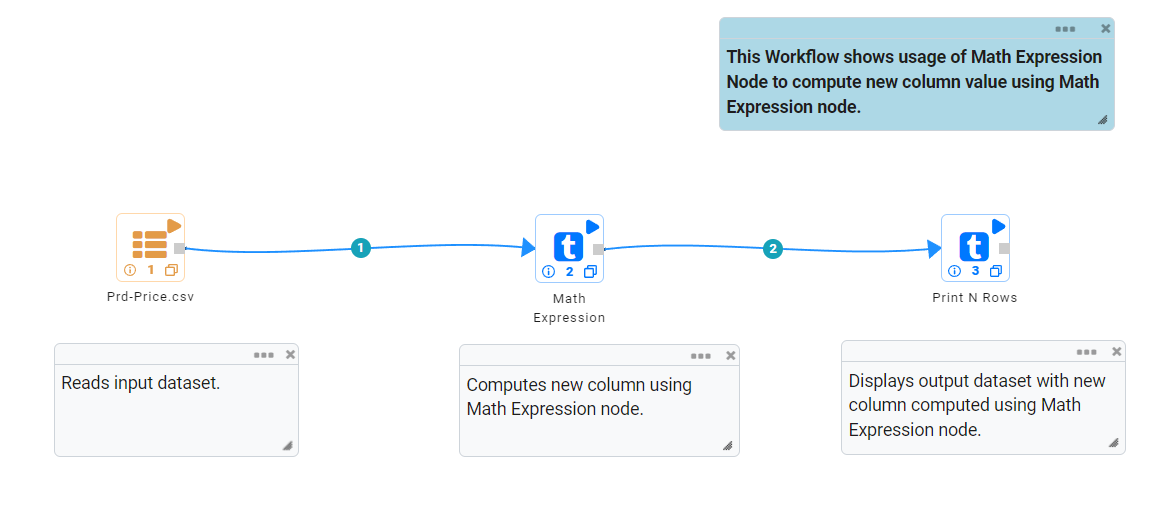 This Workflow shows usage of Math Expression
Node to compute new column value using Math
Expression node.
1
2
1
2
3
Prd-Price.csv
Math
Expression
Print N Rows
Reads input dataset.
Computes new column using
Math Expression node.
Displays output dataset with new
column computed using Math
Expression node.